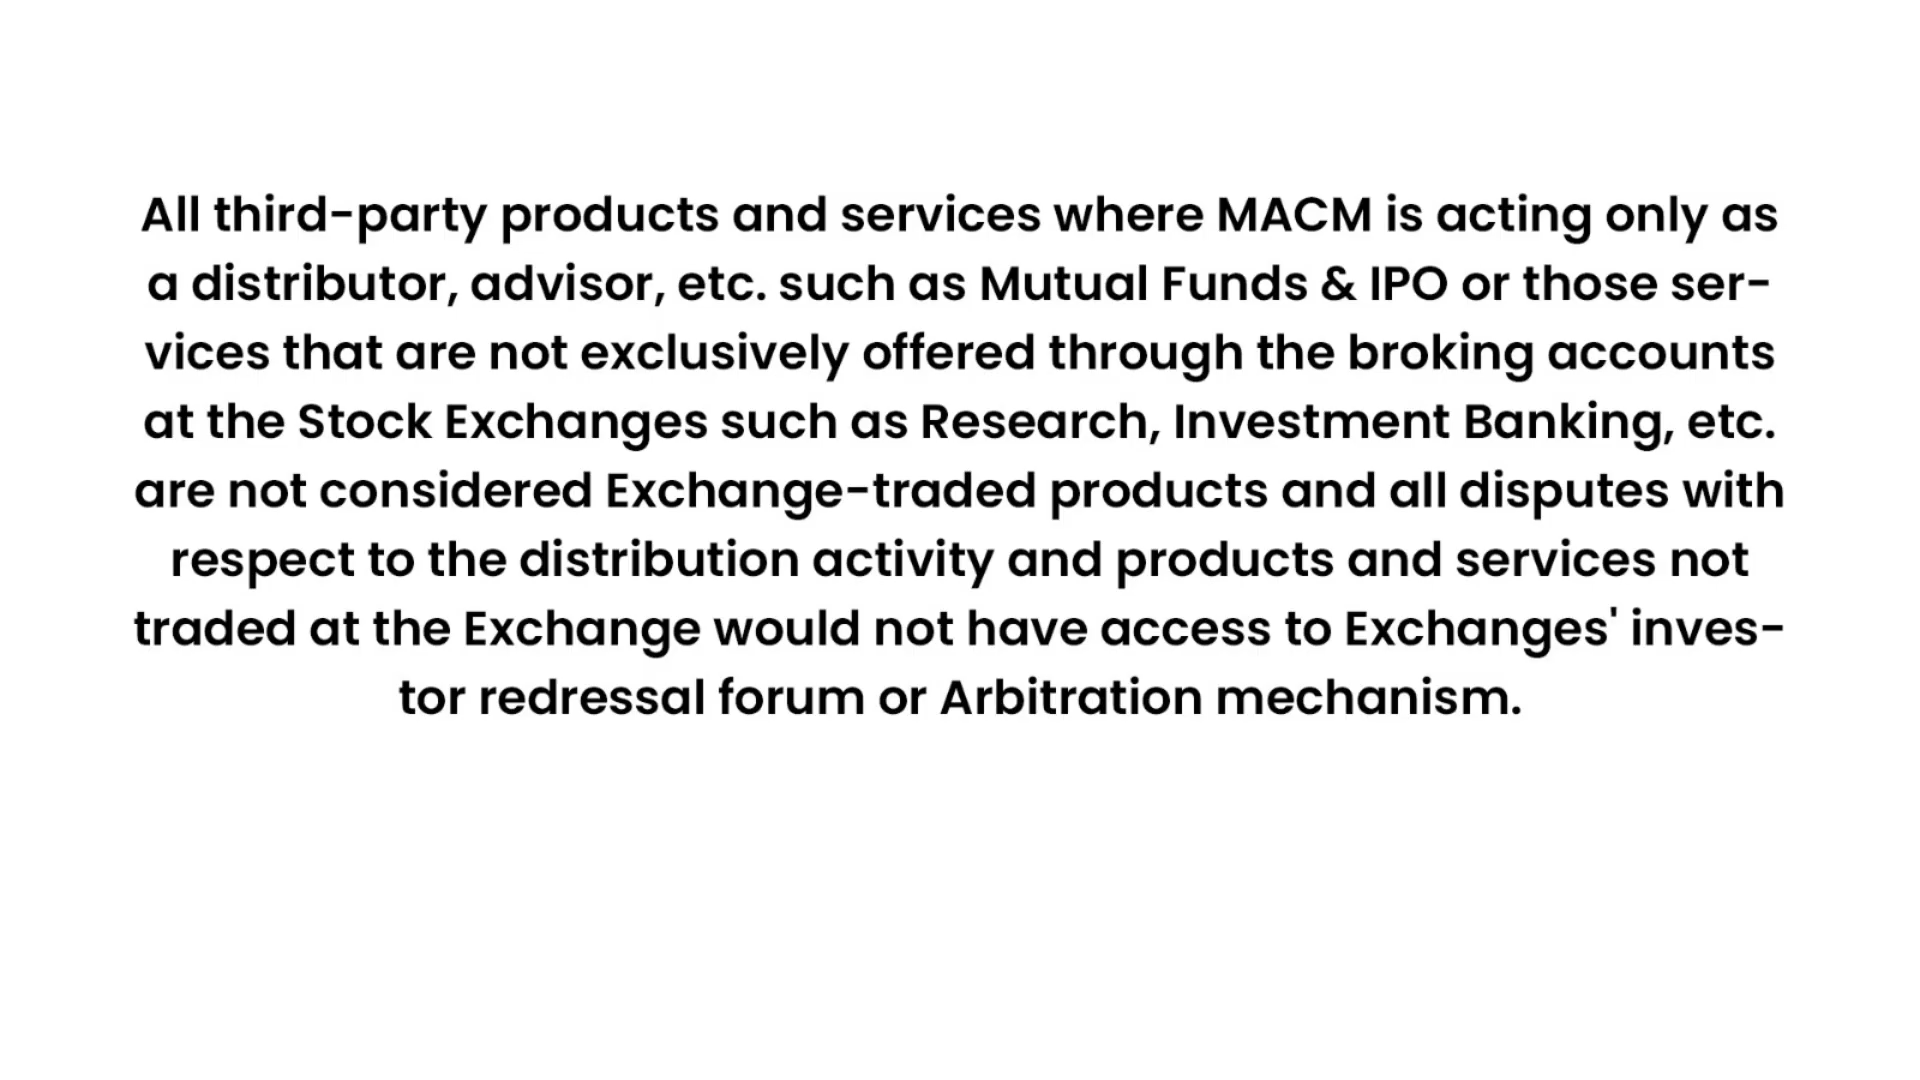 All third-party products and services where MACM is acting only as
a distributor, advisor, etc. such as Mutual Funds & IPO or those ser-
vices that are not exclusively offered through the broking accounts
at the Stock Exchanges such as Research, Investment Banking, etc.
are not considered Exchange-traded products and all disputes with
respect to the distribution activity and products and services not
traded at the Exchange would not have access to Exchanges' inves-
tor redressal forum or Arbitration mechanism.